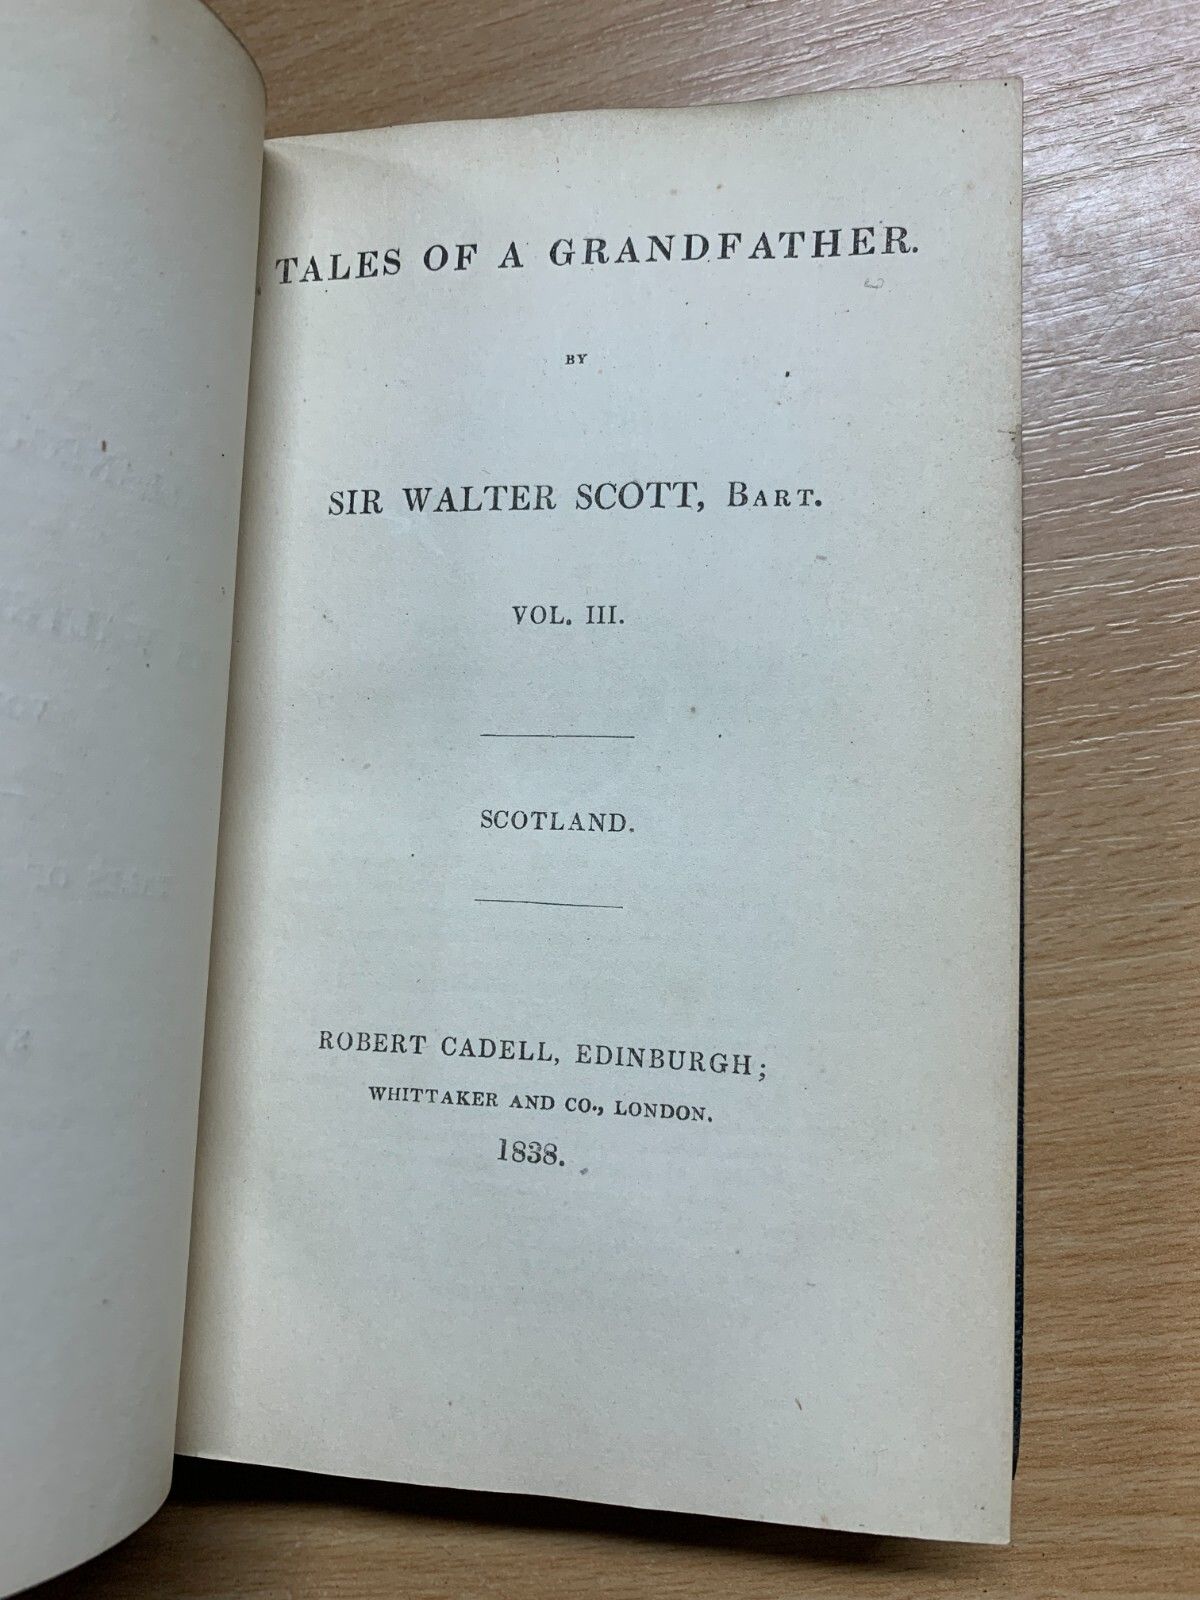 TALES OF A GRANDFATHER.
BY
SIR WALTER SCOTT, BART.
VOL. III.
SCOTLAND.
ROBERT CADELL, EDINBURGH;
WHITTAKER AND CO., LONDON.
1838.